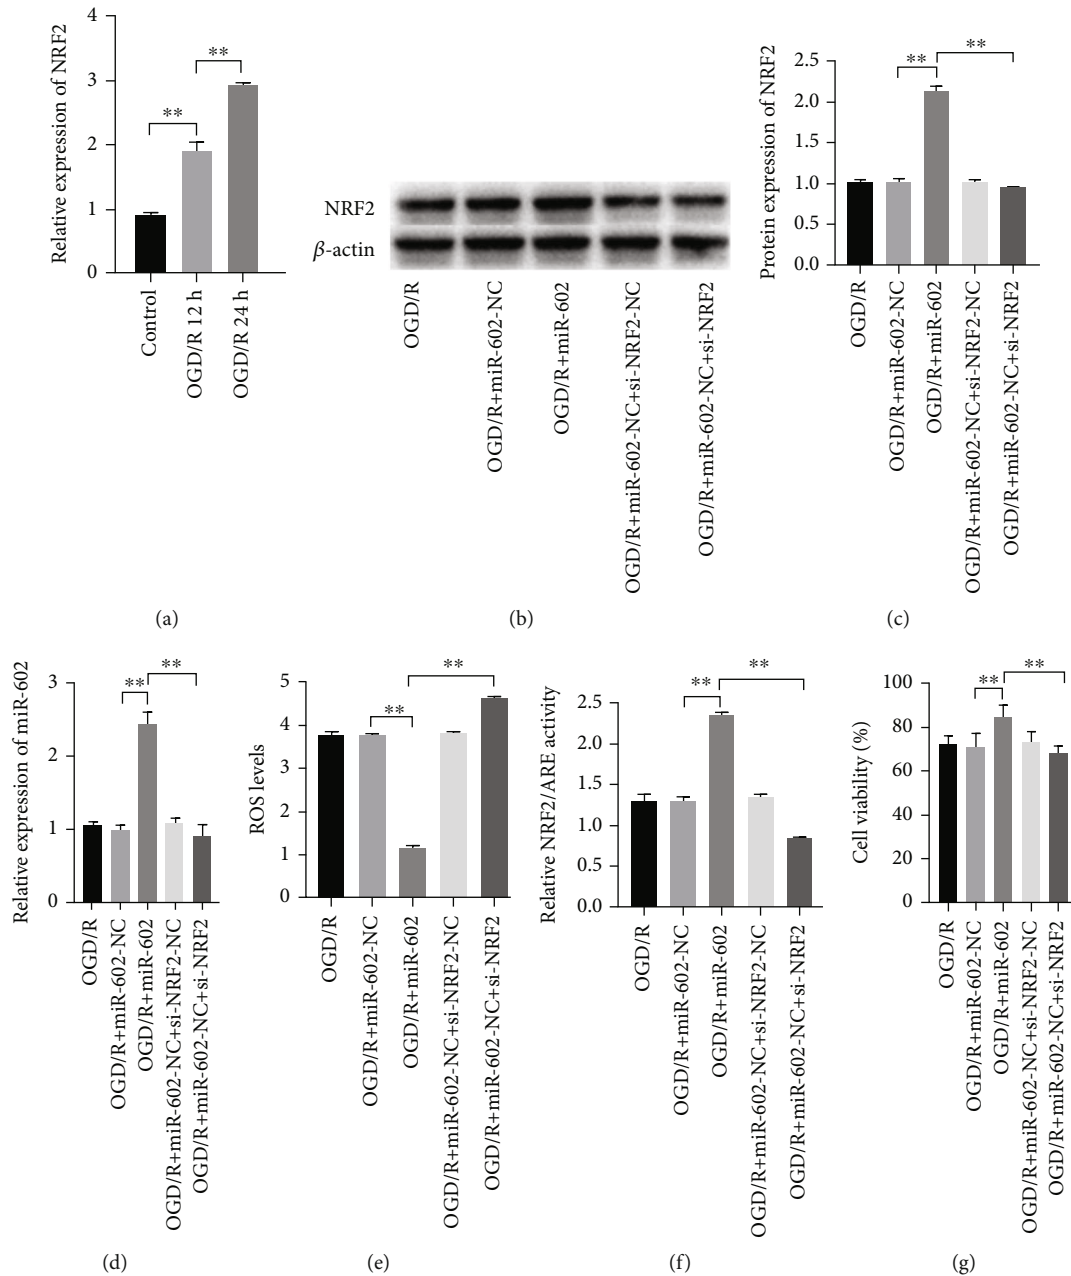 Relative expression of NRF2
4
3
2
1
0
**
**
Control
OGD/R 12 h
OGD/R 24 h
(a)
NRF2
β-actin
OGD/R
OGD/R+miR-602-NC
OGD/R+miR-602
OGD/R+miR-602-NC+si-NRF2-NC
OGD/R+miR-602-NC+si-NRF2
(b)
Protein expression of NRF2
2.5
2.0
1.5
1.0
0.5
0.0
**
**
OGD/R
OGD/R+miR-602-NC
OGD/R+miR-602
OGD/R+miR-602-NC+si-NRF2-NC
OGD/R+miR-602-NC+si-NRF2
(c)
Relative expression of miR-602
3
2
1
0
**
**
OGD/R
OGD/R+miR-602-NC
OGD/R+miR-602
OGD/R+miR-602-NC+si-NRF2-NC
OGD/R+miR-602-NC+si-NRF2
(d)
ROS levels
5
4
3
2
1
0
**
**
OGD/R
OGD/R+miR-602-NC
OGD/R+miR-602
OGD/R+miR-602-NC+si-NRF2-NC
OGD/R+miR-602-NC+si-NRF2
(e)
Relative NRF2/ARE activity
2.5
2.0
1.5
1.0
0.5
0.0
**
**
OGD/R
OGD/R+miR-602-NC
OGD/R+miR-602
OGD/R+miR-602-NC+si-NRF2-NC
OGD/R+miR-602-NC+si-NRF2
(f)
Cell viability (%)
100
80
60
40
20
0
**
**
OGD/R
OGD/R+miR-602-NC
OGD/R+miR-602
OGD/R+miR-602-NC+si-NRF2-NC
OGD/R+miR-602-NC+si-NRF2
(g)